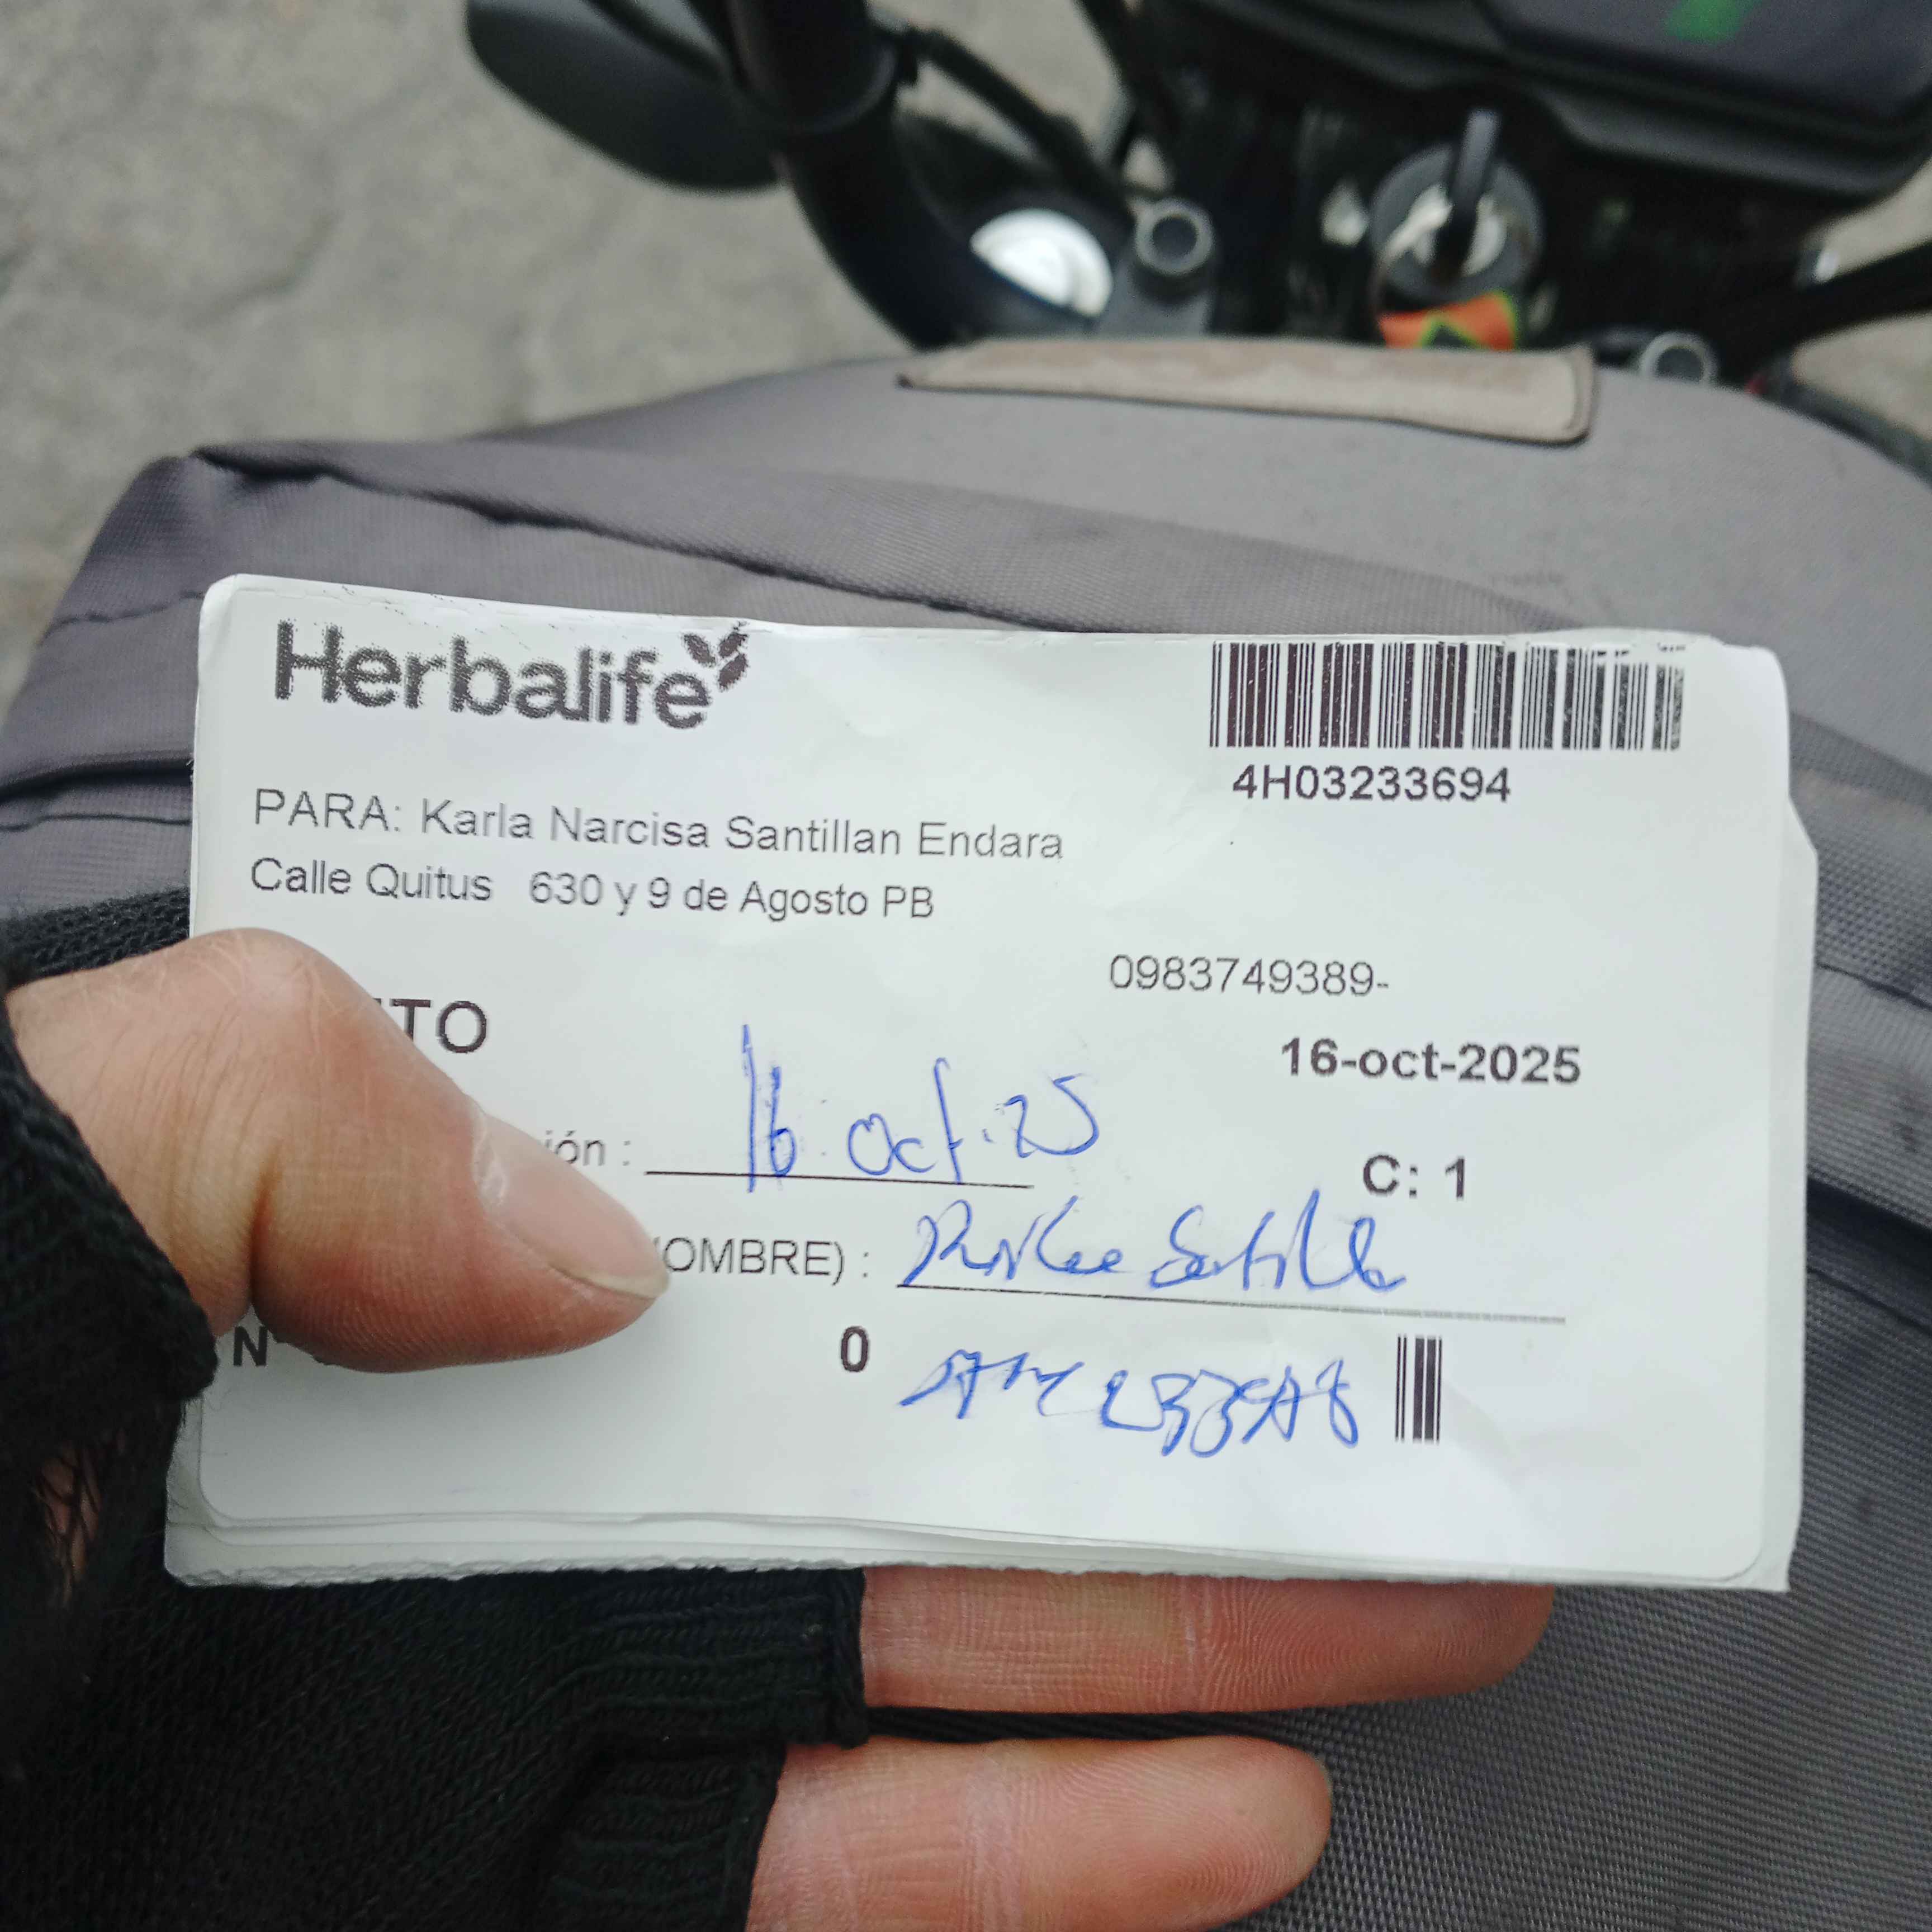 Herbalife
4H03233694
PARA: Karla Narcisa Santillan Endara
Calle Quitus 630 y 9 de Agosto PB
0983749389-
TO
16-oct-2025
ión : 16 · Oct · 25
C: 1
OMBRE) :
N
0